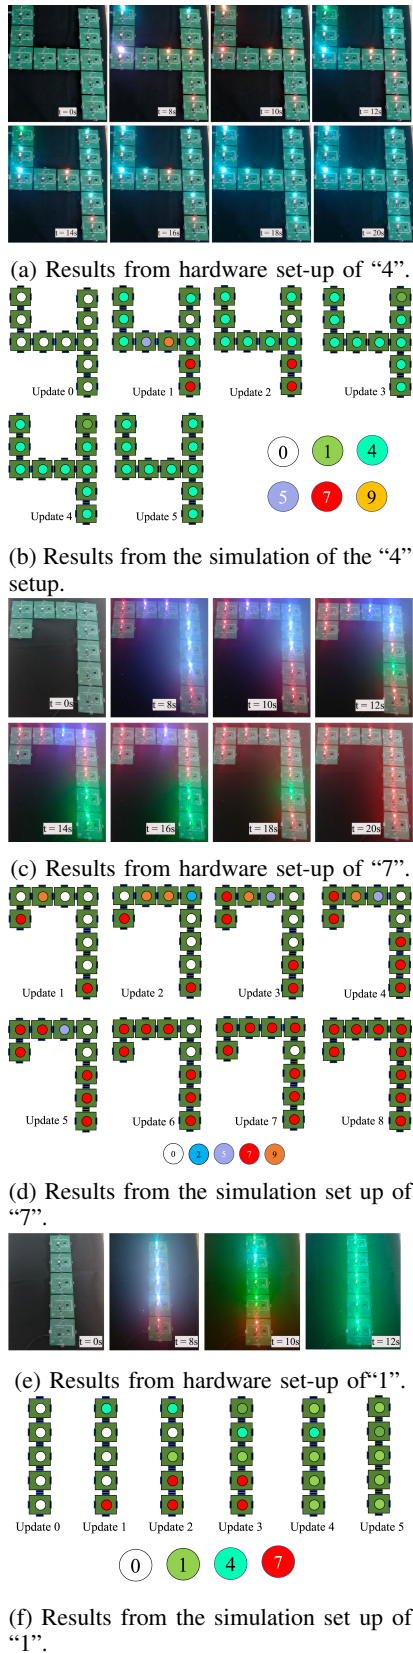 t = 0s
t = 8s
t = 10s
t = 12s
t = 14s
t = 16s
t = 18s
t = 20s
(a) Results from hardware set-up of “4”.
Update 0
Update 1
Update 2
Update 3
Update 4
Update 5
0 1 4
5 7 9
(b) Results from the simulation of the “4”
setup.
t = 0s
t = 8s
t = 10s
t = 12s
t = 14s
t = 16s
t = 18s
t = 20s
(c) Results from hardware set-up of “7”.
Update 1
Update 2
Update 3
Update 4
Update 5
Update 6
Update 7
Update 8
0 2 5 7 9
(d) Results from the simulation set up of
“7”.
t = 0s
t = 8s
t = 10s
t = 12s
(e) Results from hardware set-up of“1”.
Update 0
Update 1
Update 2
Update 3
Update 4
Update 5
0 1 4 7
(f) Results from the simulation set up of
“1”.